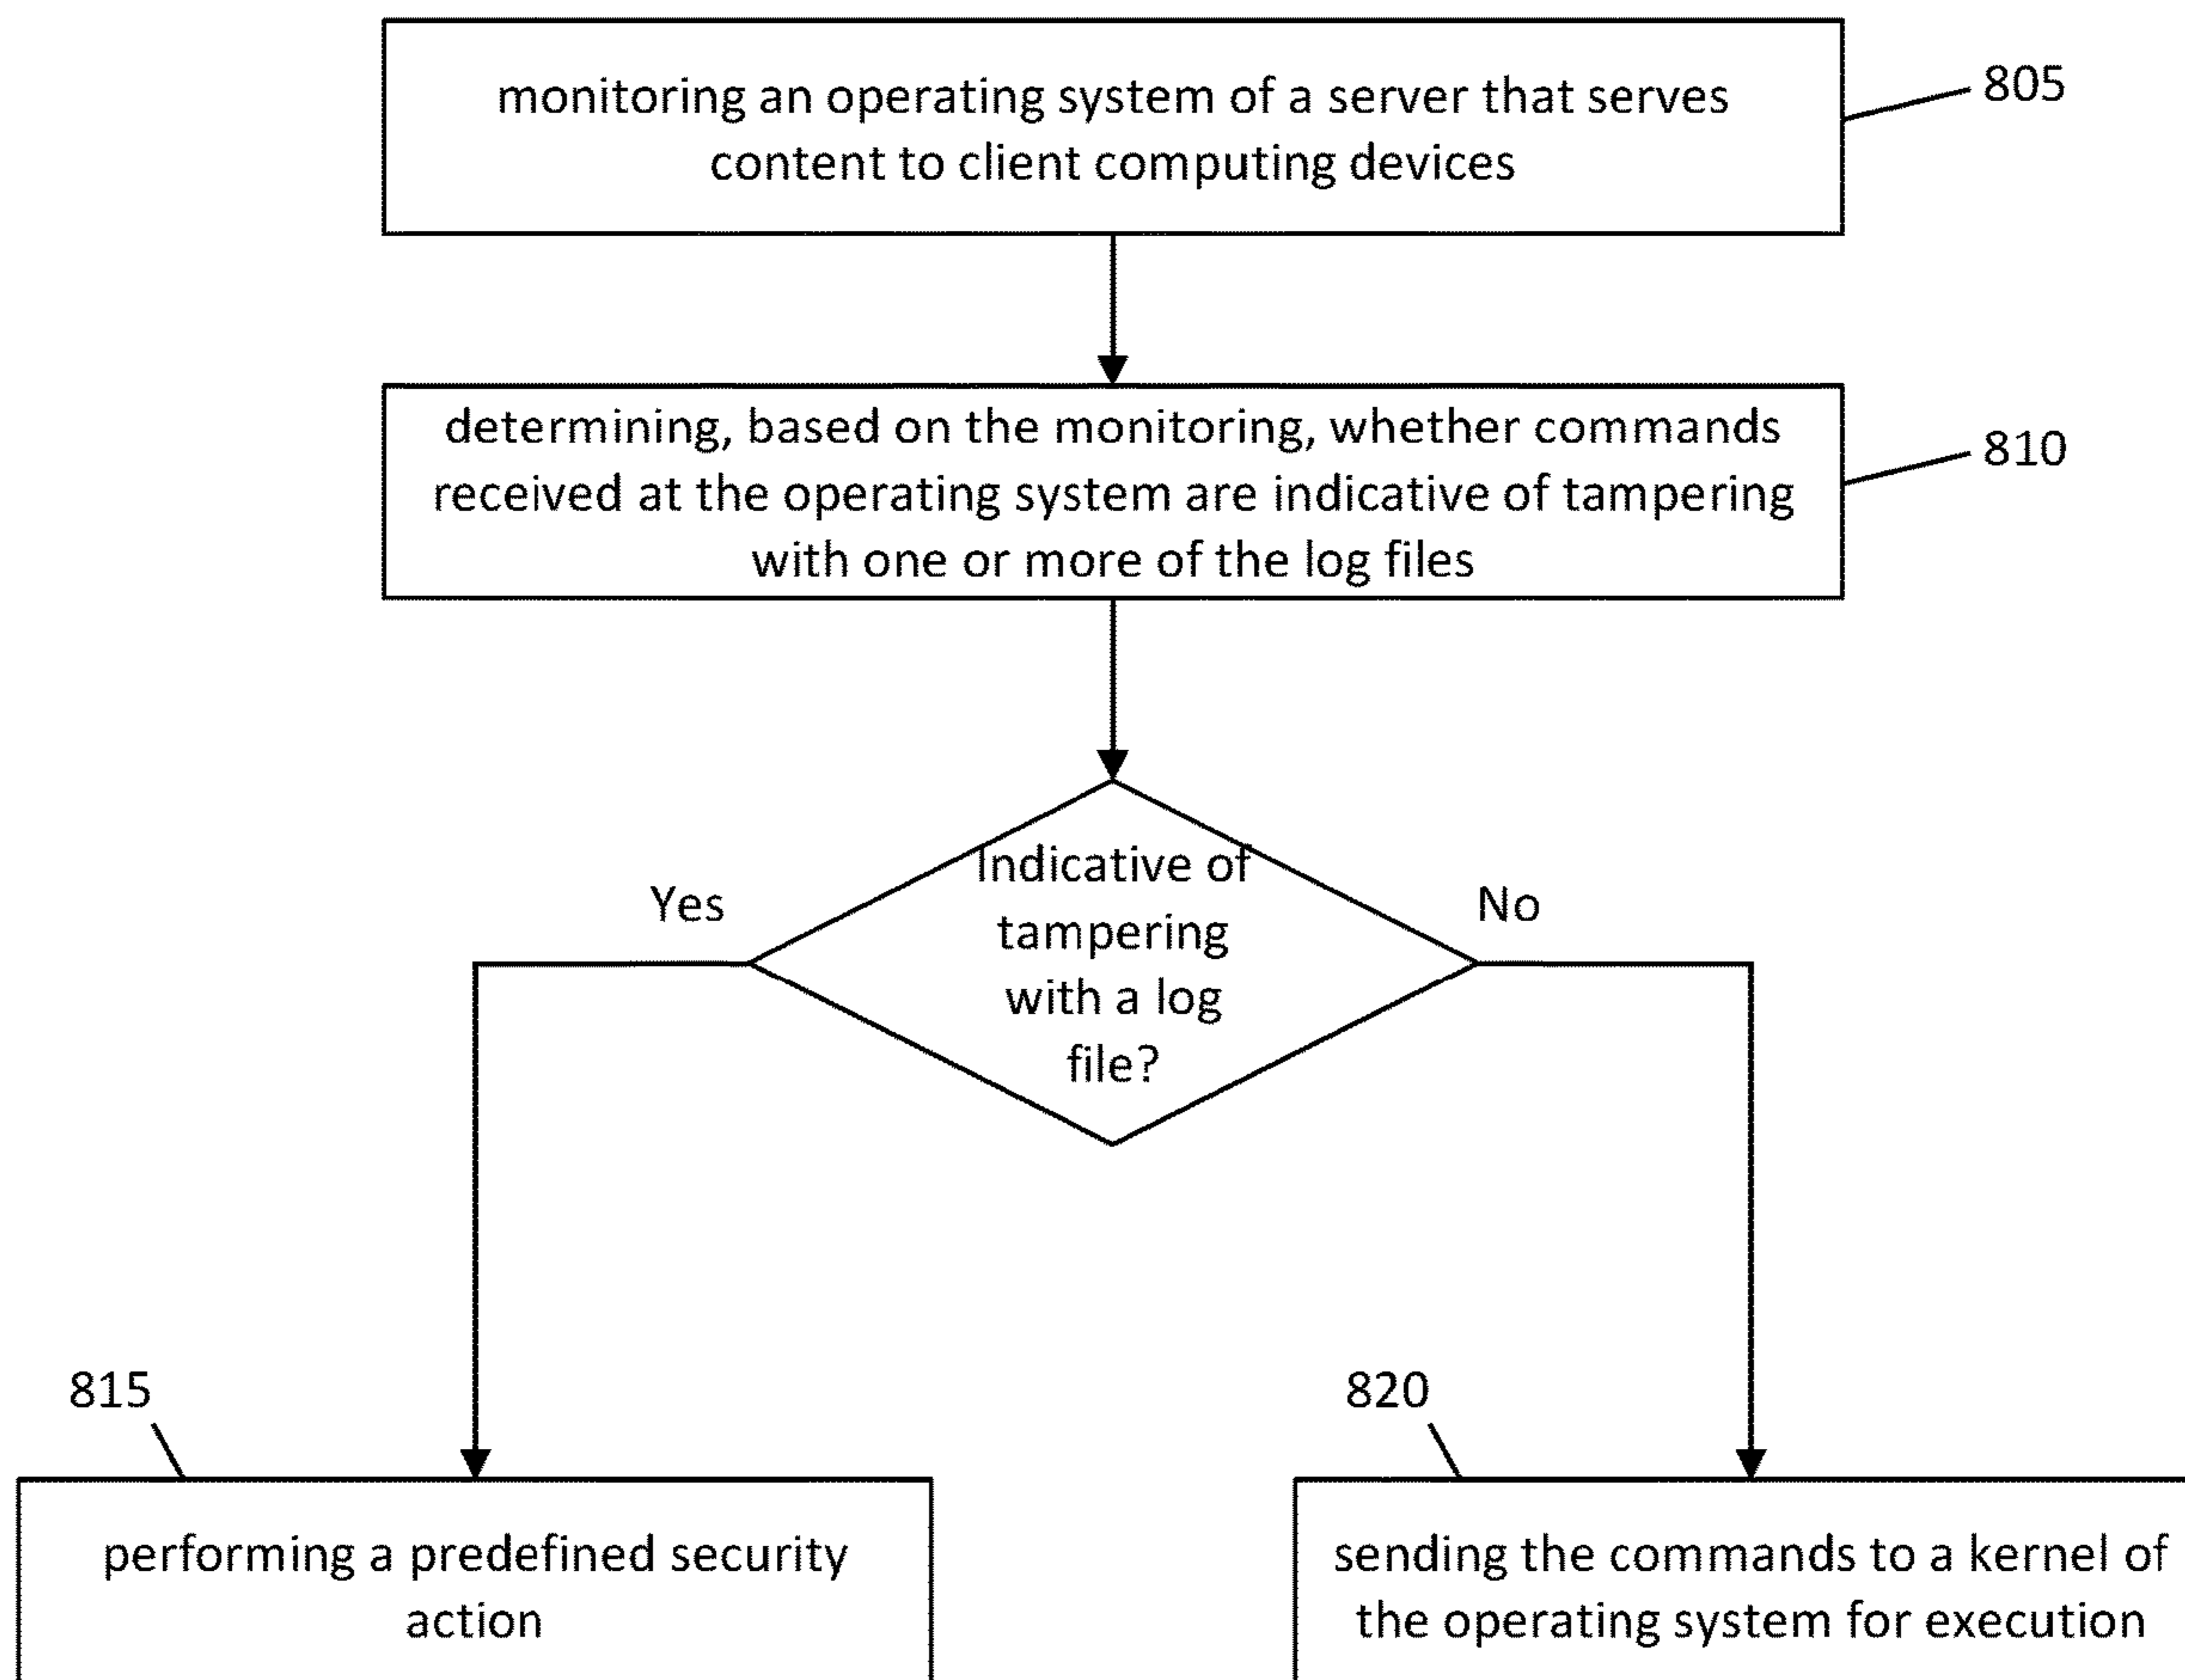 monitoring an operating system of a server that serves
content to client computing devices
805
determining, based on the monitoring, whether commands
received at the operating system are indicative of tampering
with one or more of the log files
810
Indicative of
tampering
with a log
file?
Yes
No
815
performing a predefined security
action
820
sending the commands to a kernel of
the operating system for execution